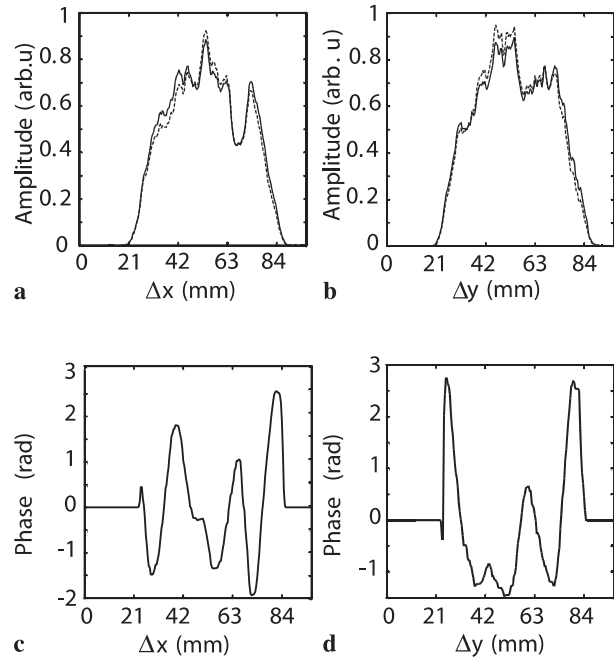 1
0.8
0.6
0.4
0.2
0
Amplitude (arb.u)
0 21 42 63 84
a Δx (mm)
1
0.8
0.6
0.4
0.2
0
Amplitude (arb. u)
0 21 42 63 84
b Δy (mm)
3
2
1
0
-1
-2
Phase (rad)
0 21 42 63 84
c Δx (mm)
3
2
1
0
-1
Phase (rad)
0 21 42 63 84
d Δy (mm)